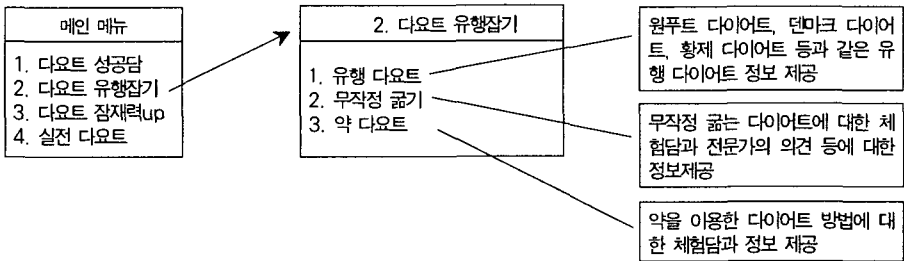 메인 메뉴
1. 다요트 성공담
2. 다요트 유행잡기
3. 다요트 잠재력up
4. 실전 다요트
2. 다요트 유행잡기
1. 유행 다요트
2. 무작정 굶기
3. 약 다요트
원푸트 다이어트, 덴마크 다이어
트, 황제 다이어트 등과 같은 유
행 다이어트 정보 제공
무작정 굶는 다이어트에 대한 체
험담과 전문가의 의견 등에 대한
정보제공
약을 이용한 다이어트 방법에 대
한 체험담과 정보 제공